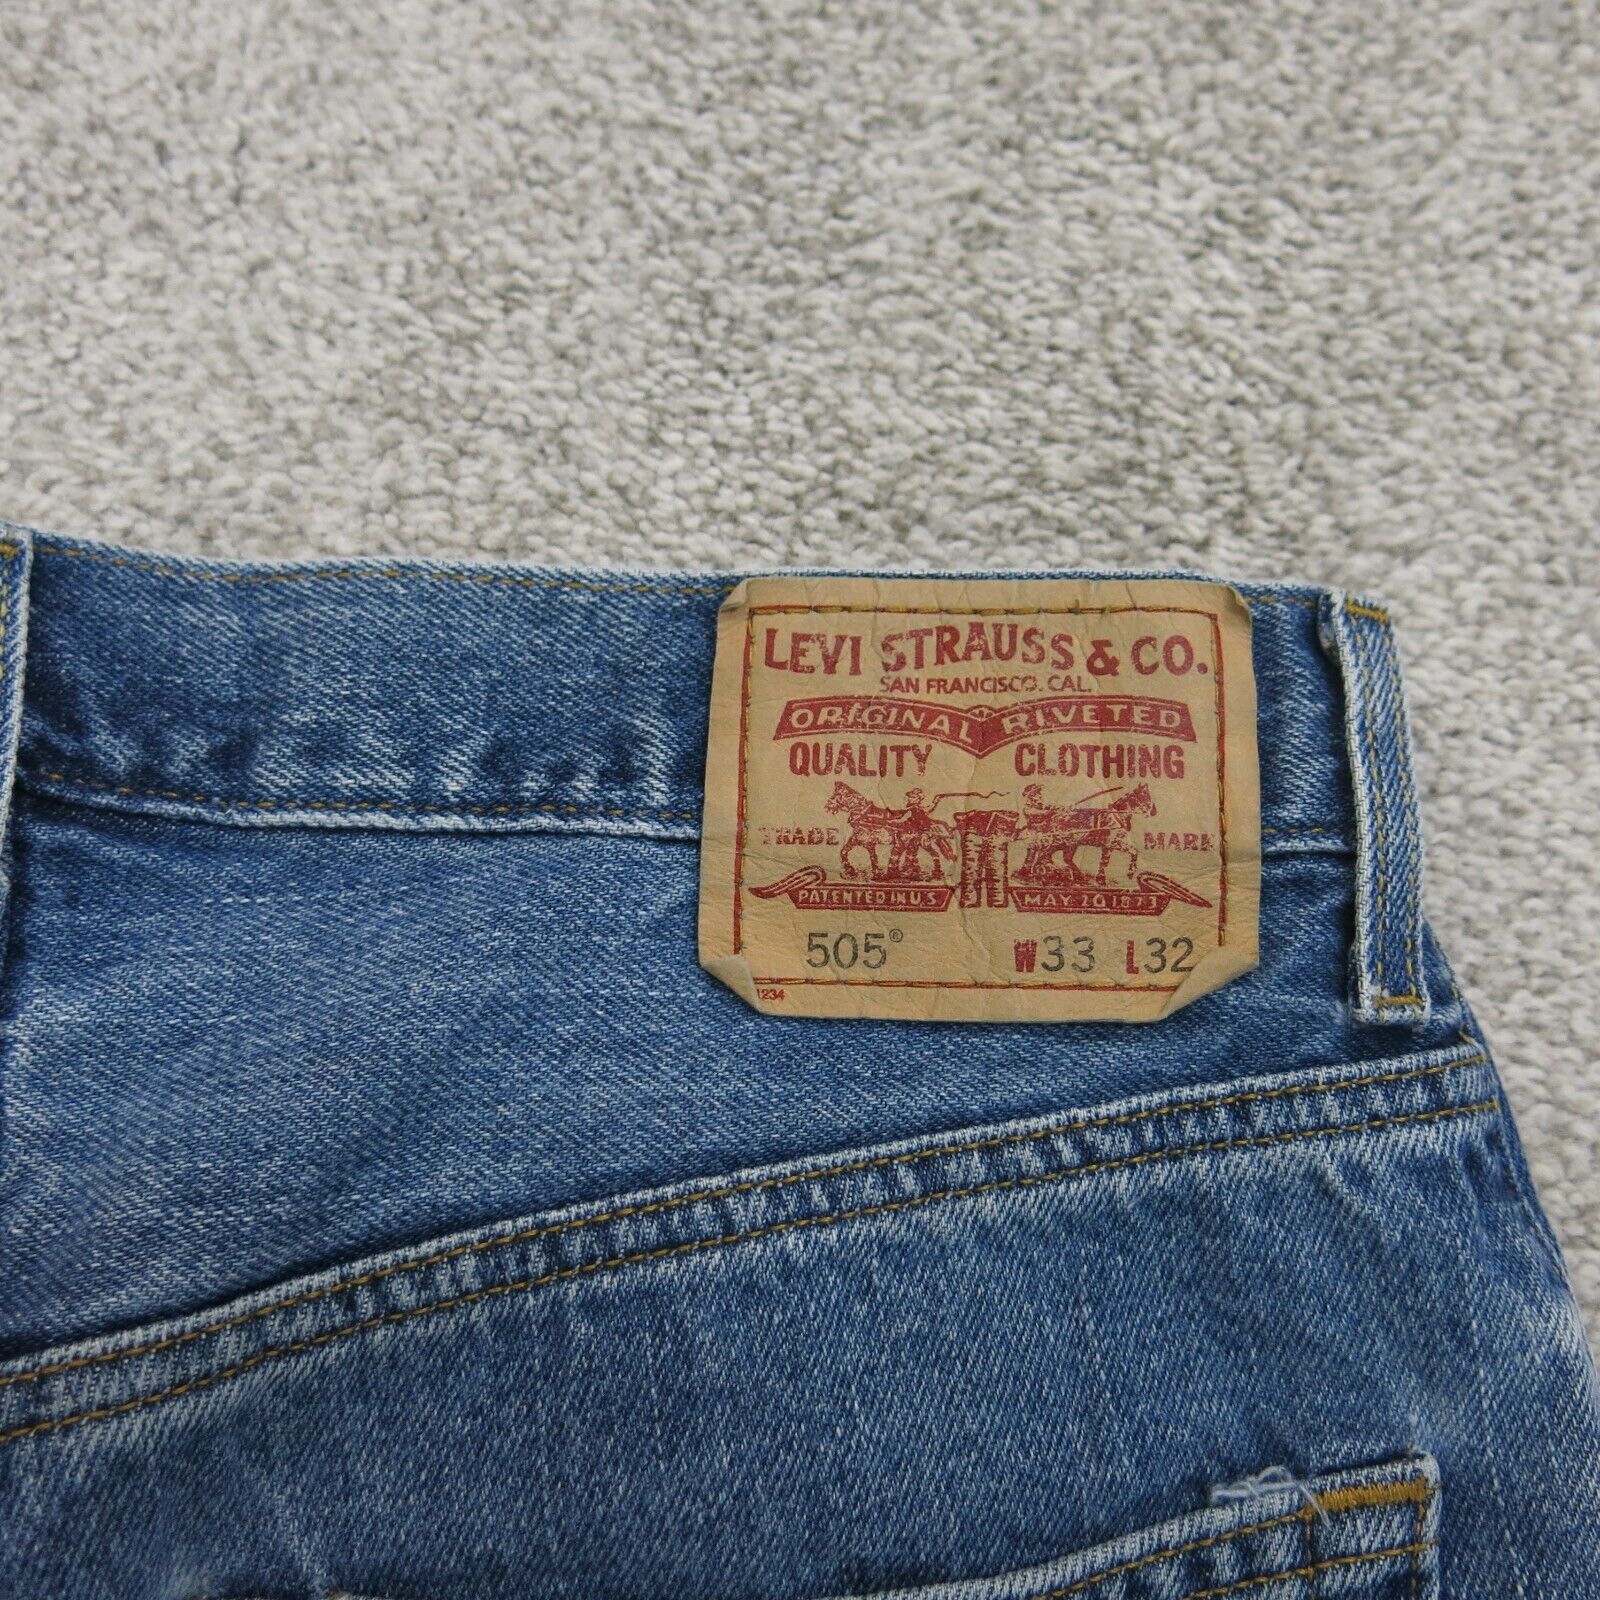 LEVI STRAUSS & CO.
SAN FRANCISCO. CAL.
ORIGINAL RIVETED
QUALITY CLOTHING
TRADE MARK
PATENTED IN U S MAY 20 1873
505® W33 L32
1234